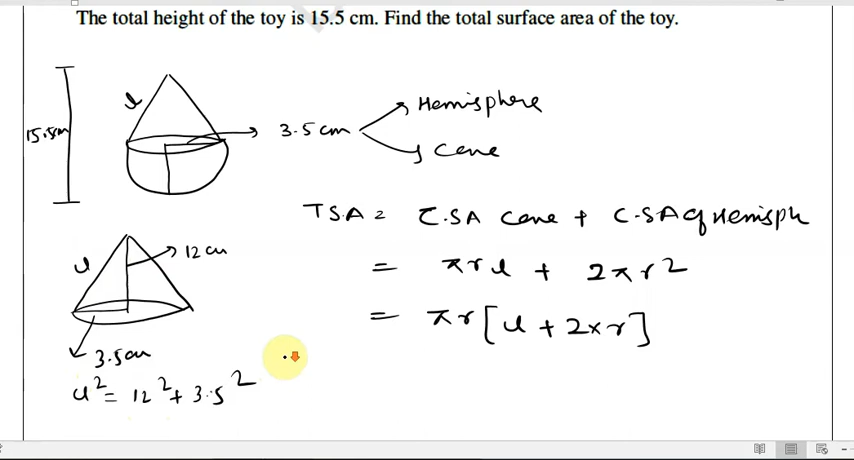 The total height of the toy is 15.5 cm. Find the total surface area of the toy.
l
15.5cm
3.5 cm
Hemisphere
Cone
TSA = C.SA Cone + C.SA of Hemisph
l
12 cm
= πrl + 2πr²
= πr[l + 2×r]
3.5cm
l² = 12² + 3.5²